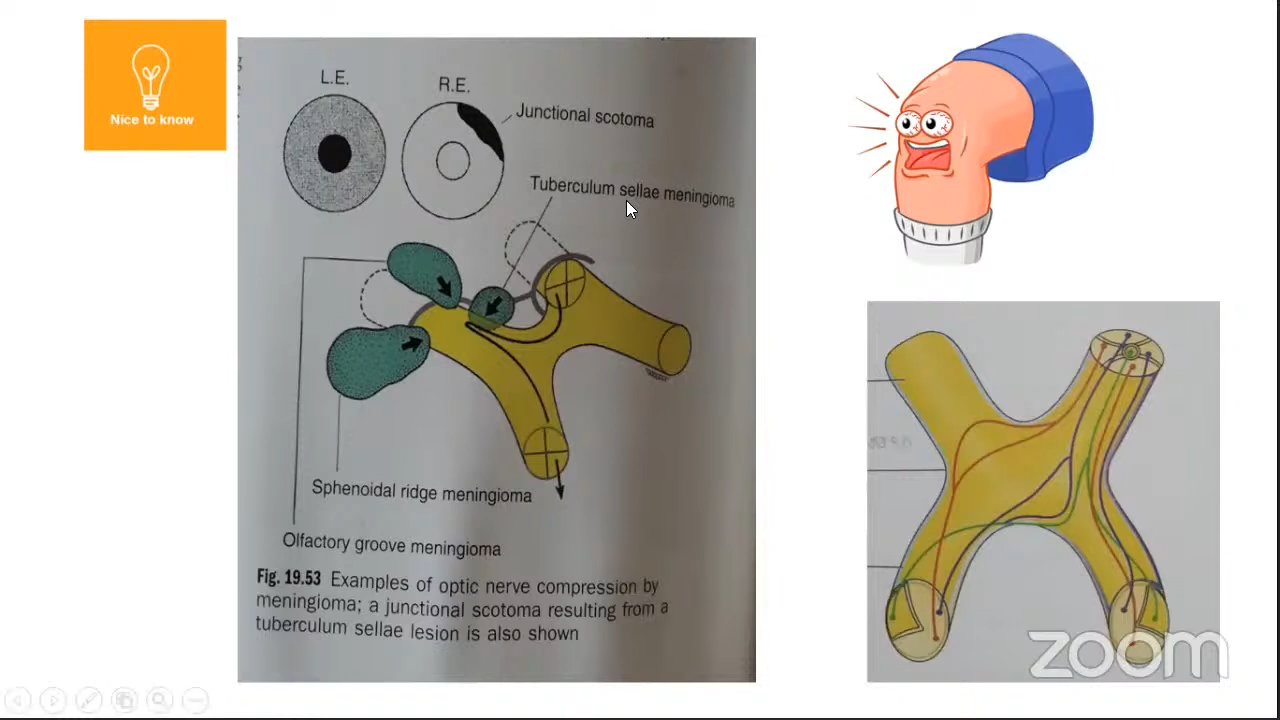 Nice to know
L.E.
R.E.
Junctional scotoma
Tuberculum sellae meningioma
Sphenoidal ridge meningioma
Olfactory groove meningioma
Fig. 19.53 Examples of optic nerve compression by
meningioma; a junctional scotoma resulting from a
tuberculum sellae lesion is also shown
zoom